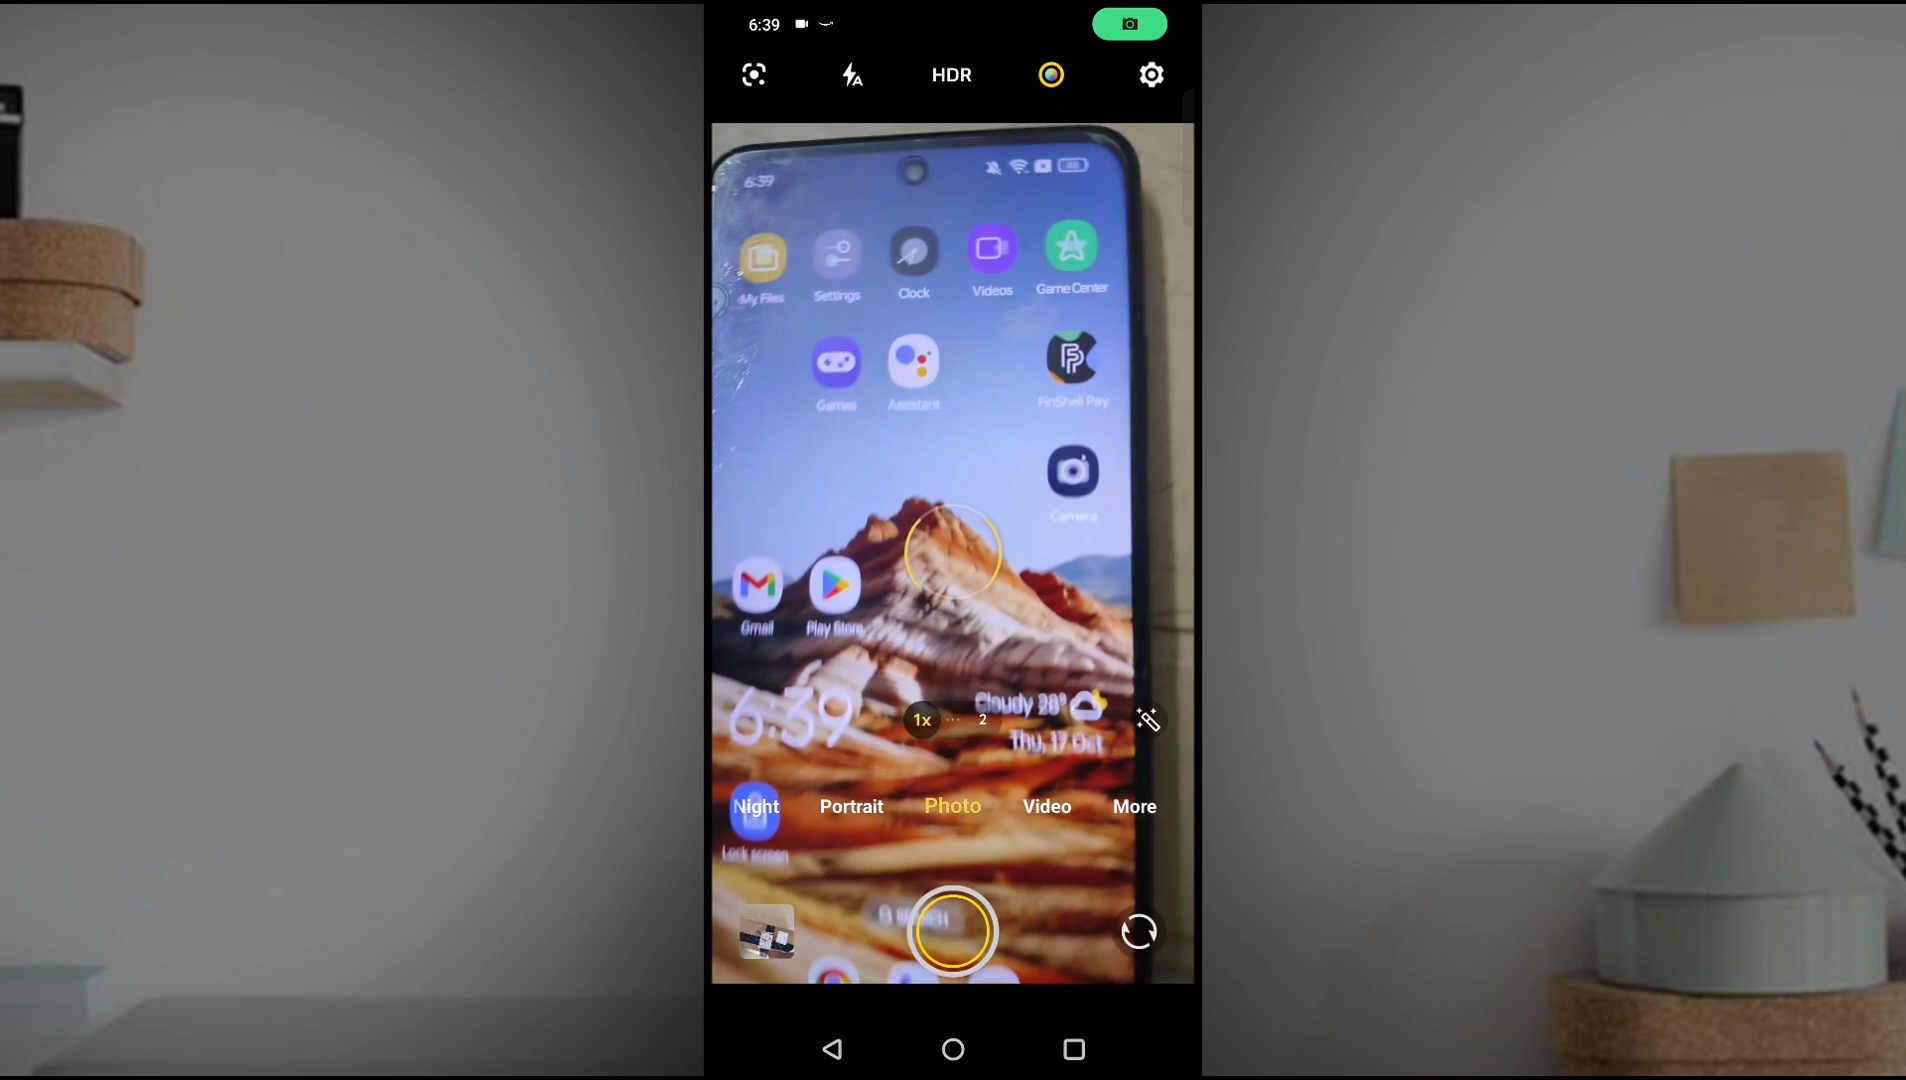 6:39
HDR
6:39
48
My Files Settings Clock Videos Game Center
Games Assistant FinShell Pay
Camera
Gmail Play Store
6:39
Cloudy 28°
Thu, 17 Oct
1x 2
Night Portrait Photo Video More
Lock screen